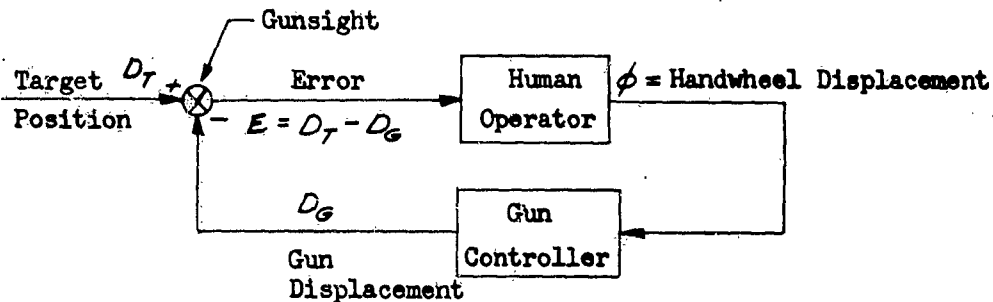 Gunsight
Target
Position
D_T +
Error
- E = D_T - D_G
Human
Operator
ϕ = Handwheel Displacement
D_G
Gun
Displacement
Gun
Controller